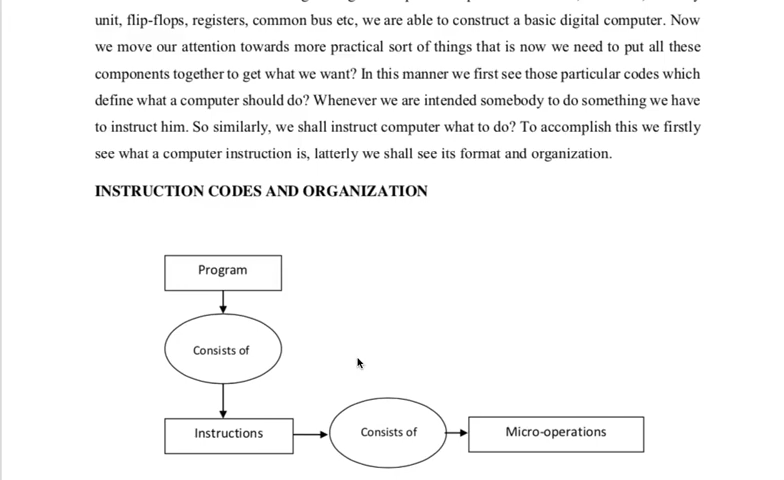 unit, flip-flops, registers, common bus etc, we are able to construct a basic digital computer. Now
we move our attention towards more practical sort of things that is now we need to put all these
components together to get what we want? In this manner we first see those particular codes which
define what a computer should do? Whenever we are intended somebody to do something we have
to instruct him. So similarly, we shall instruct computer what to do? To accomplish this we firstly
see what a computer instruction is, latterly we shall see its format and organization.
INSTRUCTION CODES AND ORGANIZATION
Program
Consists of
Instructions
Consists of
Micro-operations